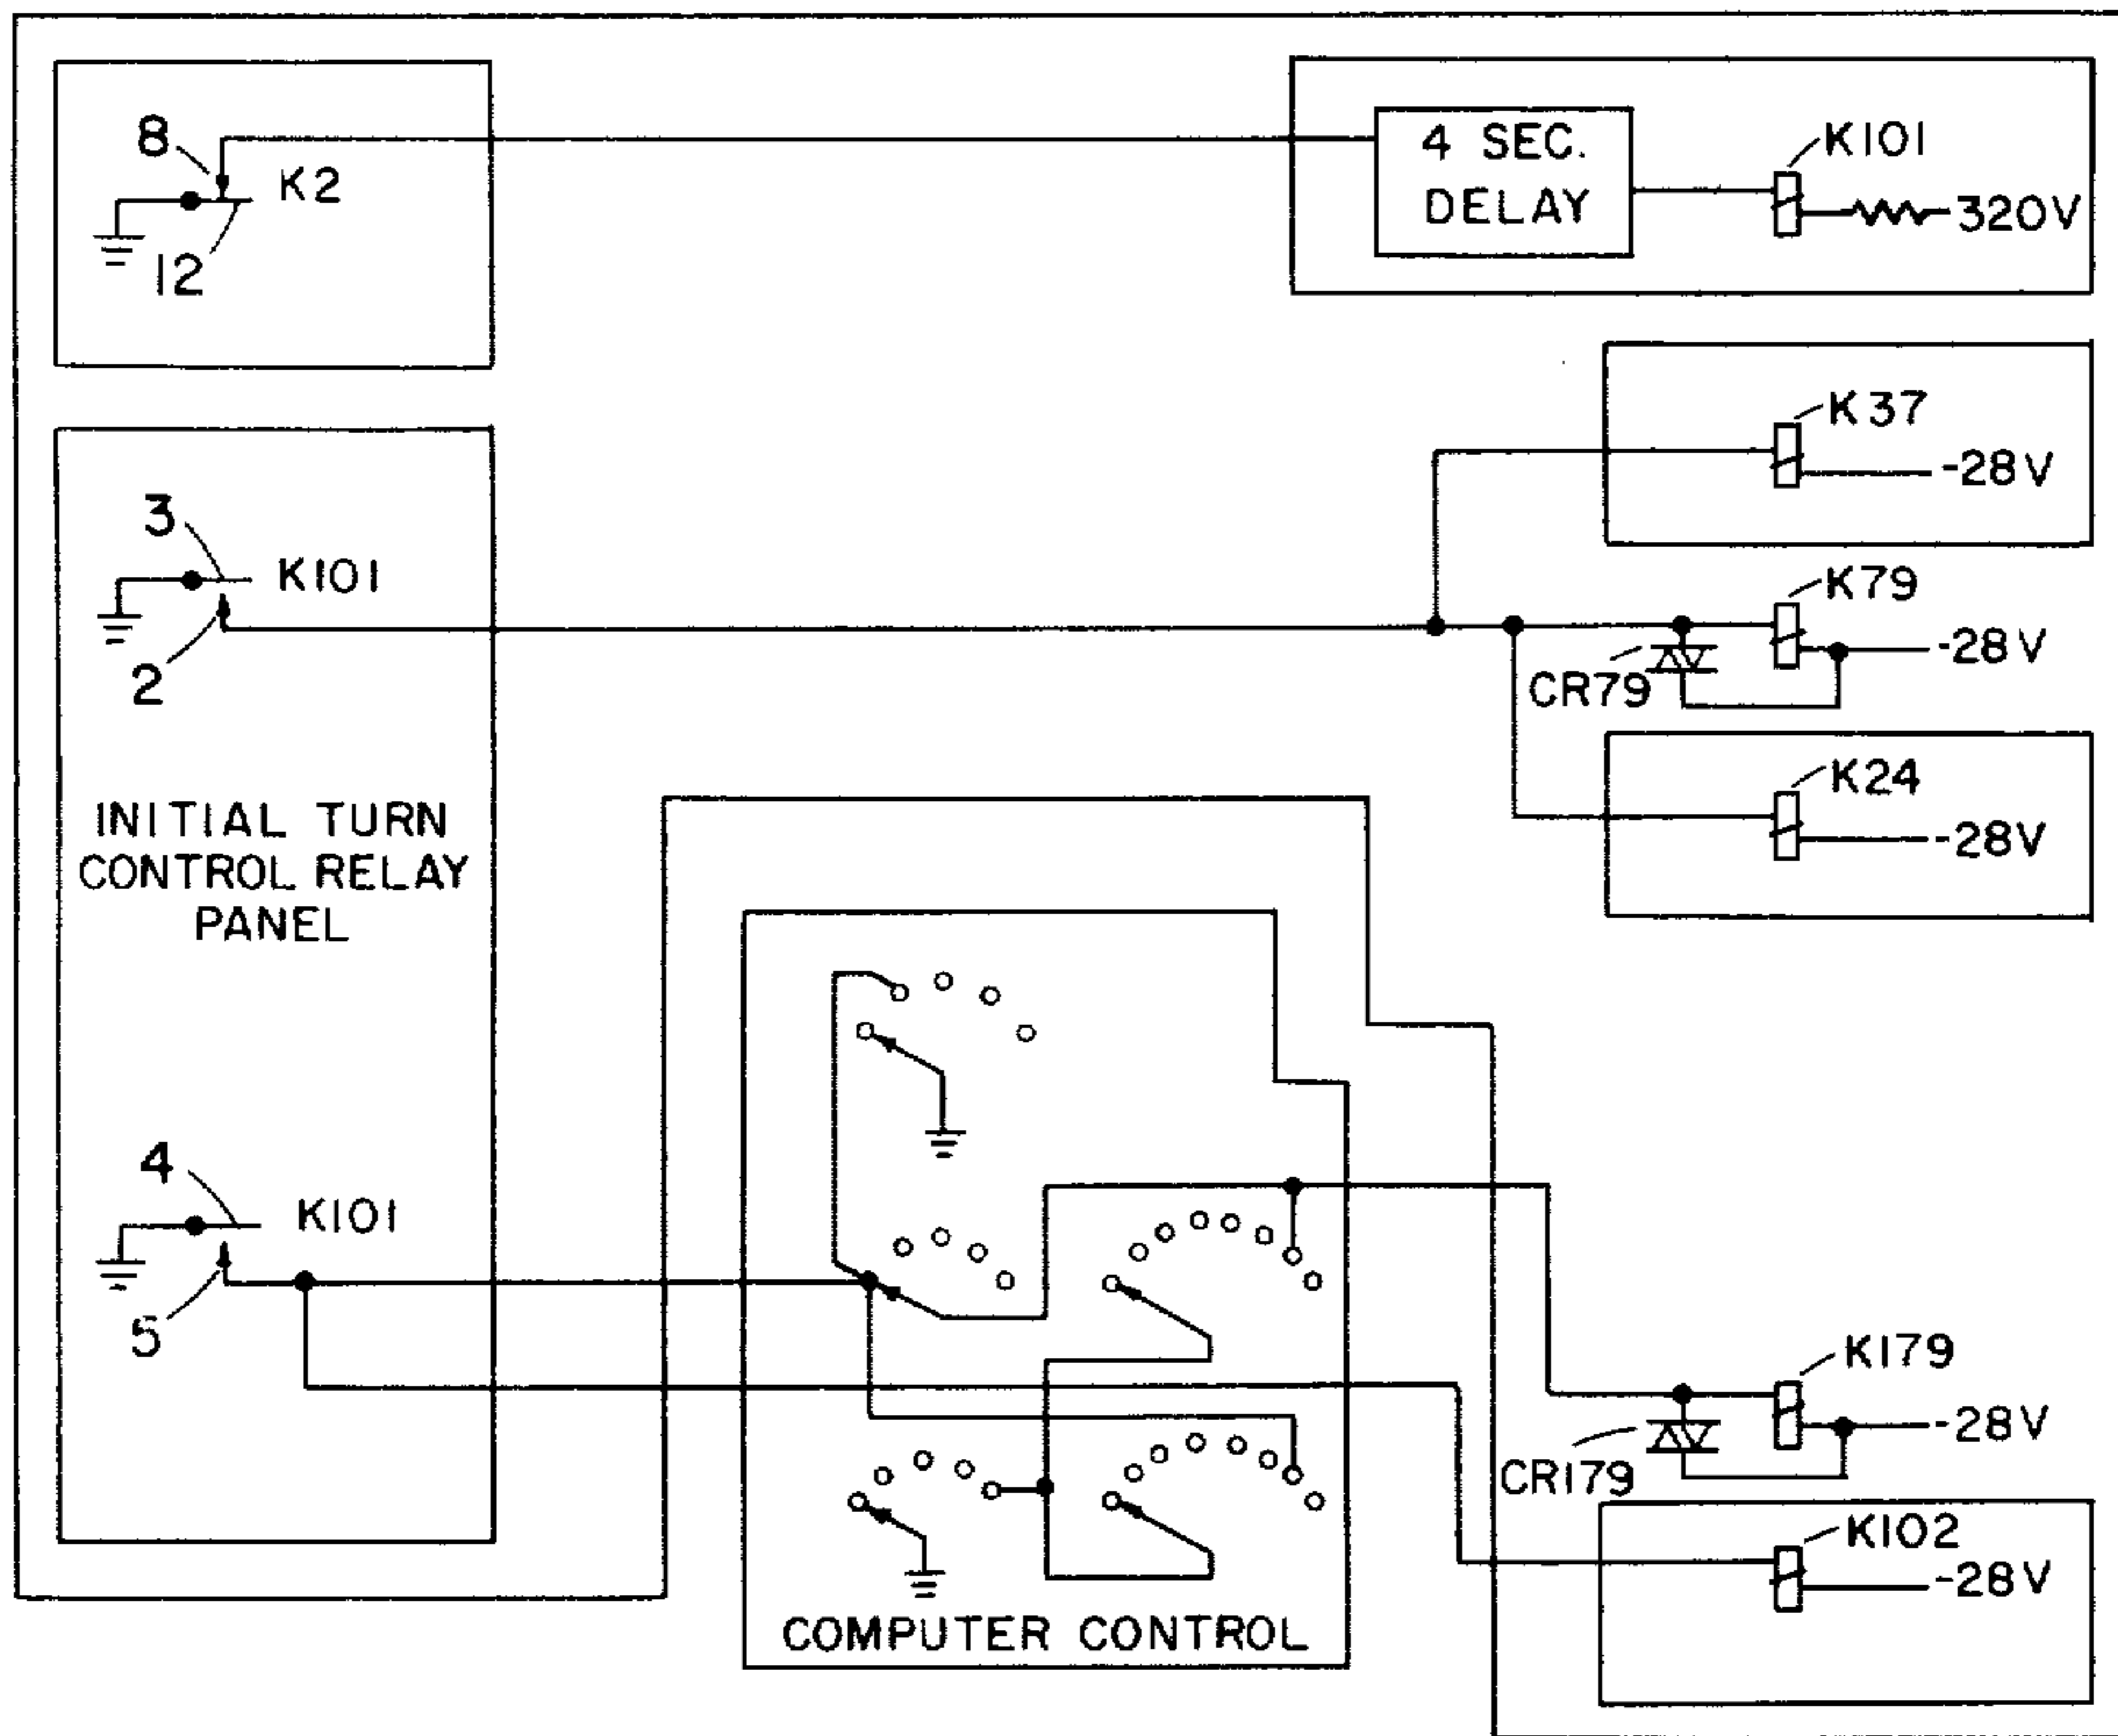 8
K2
12
4 SEC.
DELAY
K101
320V
K37
-28V
3
K101
2
K79
-28V
CR79
K24
-28V
INITIAL TURN
CONTROL RELAY
PANEL
4
K101
5
K179
-28V
CR179
K102
-28V
COMPUTER CONTROL